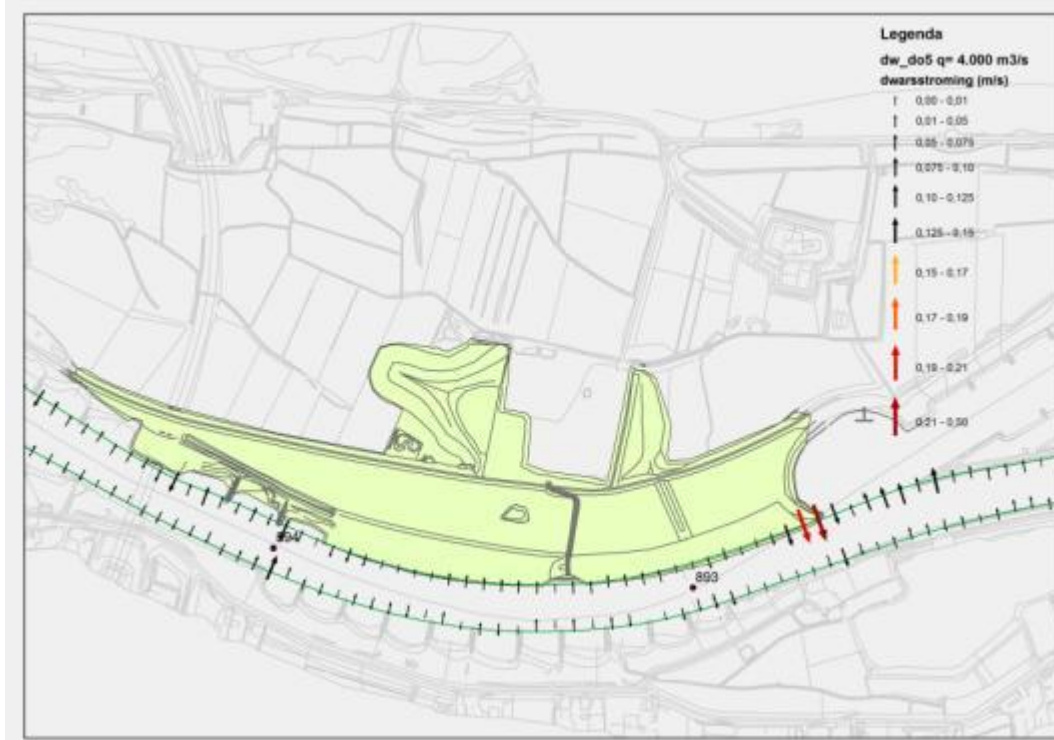 Legenda
dw_do5 q= 4.000 m3/s
dwarsstroming (m/s)
0,00 - 0,01
0,01 - 0,05
0,05 - 0,075
0,075 - 0,10
0,10 - 0,125
0,125 - 0,15
0,15 - 0,17
0,17 - 0,19
0,19 - 0,21
0,21 - 0,50
894
893